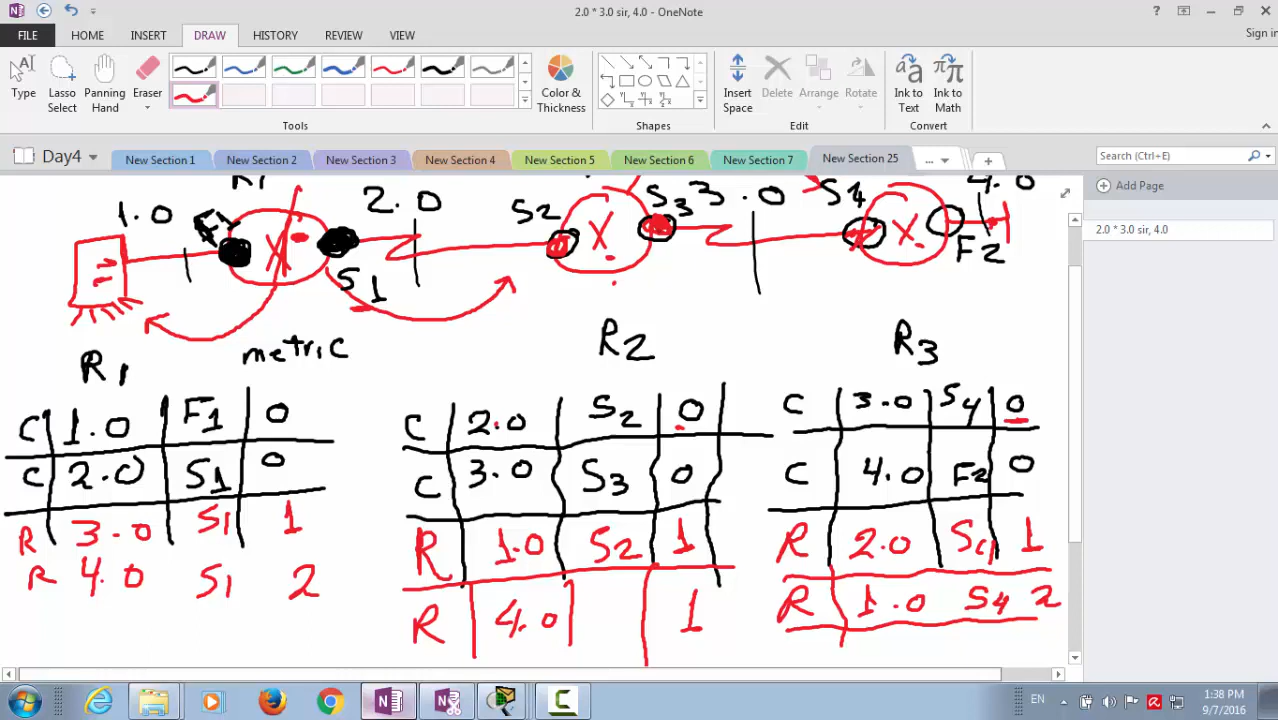 2.0 * 3.0 sir, 4.0 - OneNote
Sign in
FILE HOME INSERT DRAW HISTORY REVIEW VIEW
Type
Lasso Select
Panning Hand
Eraser
Color & Thickness
Insert Space
Delete
Arrange
Rotate
Ink to Text
Ink to Math
Tools
Shapes
Edit
Convert
Day4
New Section 1
New Section 2
New Section 3
New Section 4
New Section 5
New Section 6
New Section 7
New Section 25
...
Search (Ctrl+E)
Add Page
2.0 * 3.0 sir, 4.0
R1
1.0 F1 2.0 S2 S3 3.0 S4 4.0
S1 F2
X X X
metric
R1 R2 R3
C 1.0 F1 0
C 2.0 S1 0
R 3.0 S1 1
R 4.0 S1 2
C 2.0 S2 0
C 3.0 S3 0
R 1.0 S2 1
R 4.0 1
C 3.0 S4 0
C 4.0 F2 0
R 2.0 S4 1
R 1.0 S4 2
EN
1:38 PM
9/7/2016